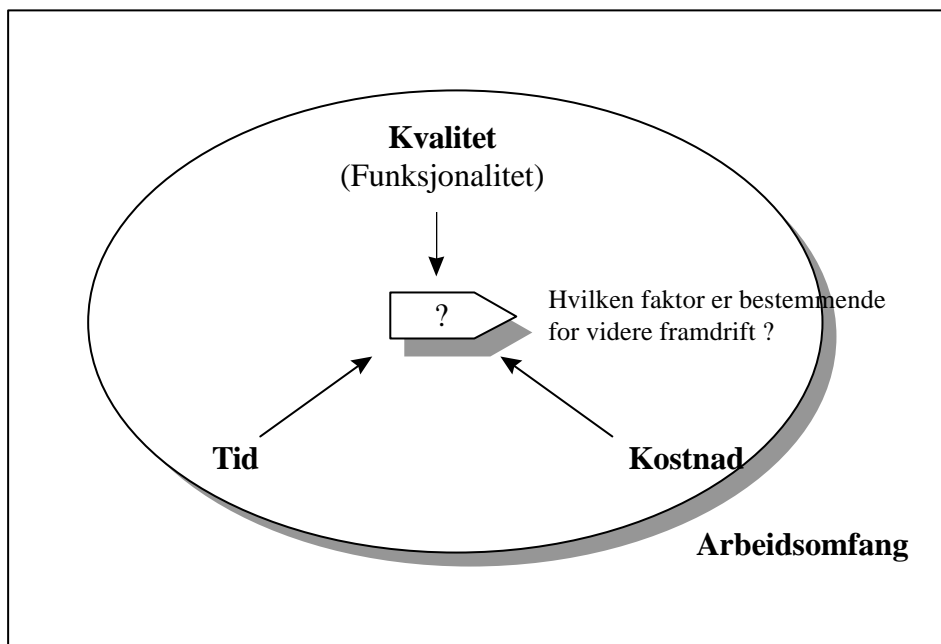 Kvalitet
(Funksjonalitet)
?
Hvilken faktor er bestemmende
for videre framdrift ?
Tid
Kostnad
Arbeidsomfang